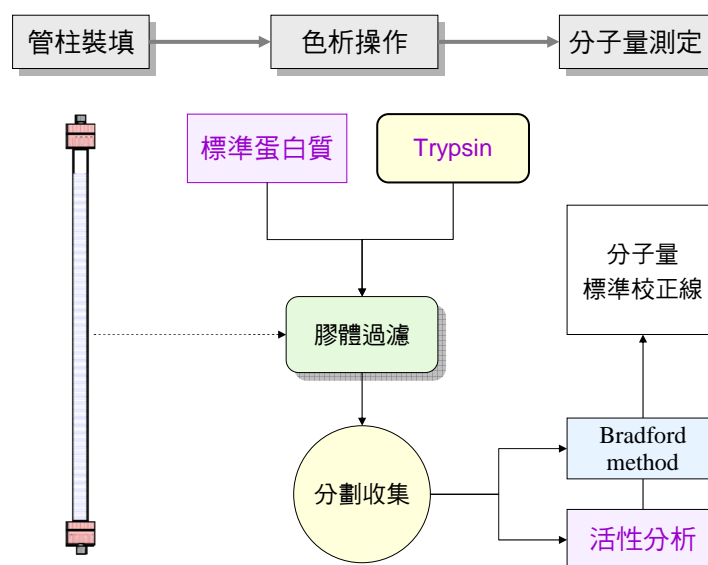 管柱裝填
色析操作
分子量測定
標準蛋白質
Trypsin
分子量
標準校正線
膠體過濾
Bradford
method
分劃收集
活性分析